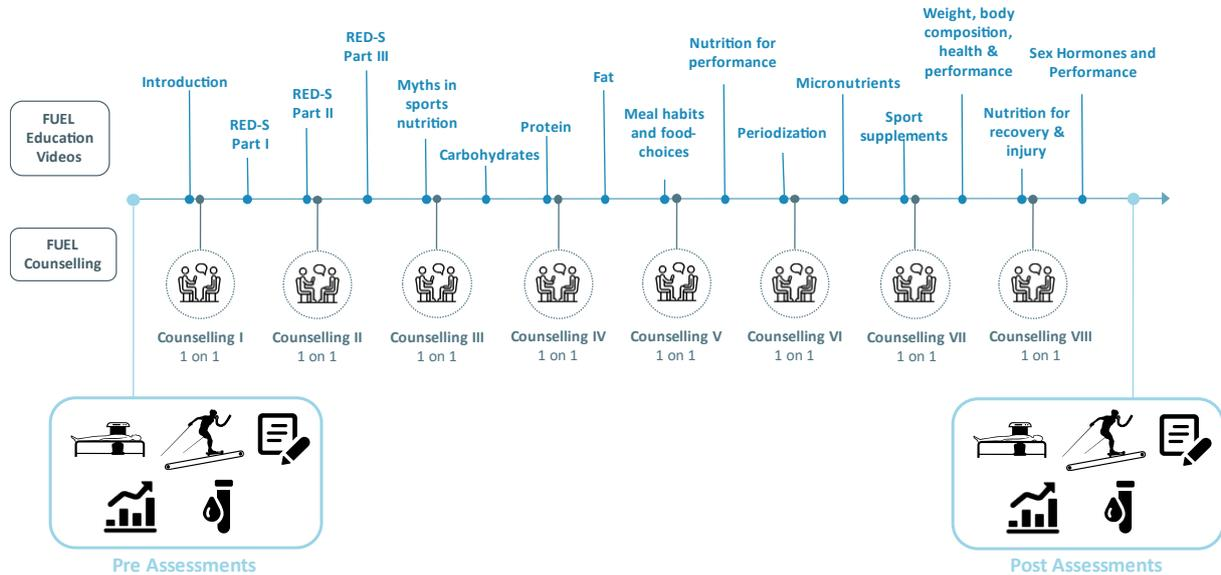 FUEL
Education
Videos
Introduction
RED-S
Part I
RED-S
Part II
RED-S
Part III
Myths in
sports
nutrition
Carbohydrates
Protein
Fat
Meal habits
and food-
choices
Nutrition for
performance
Periodization
Micronutrients
Sport
supplements
Weight, body
composition,
health &
performance
Nutrition for
recovery &
injury
Sex Hormones and
Performance
FUEL
Counselling
Counselling I
1 on 1
Counselling II
1 on 1
Counselling III
1 on 1
Counselling IV
1 on 1
Counselling V
1 on 1
Counselling VI
1 on 1
Counselling VII
1 on 1
Counselling VIII
1 on 1
Pre Assessments
Post Assessments